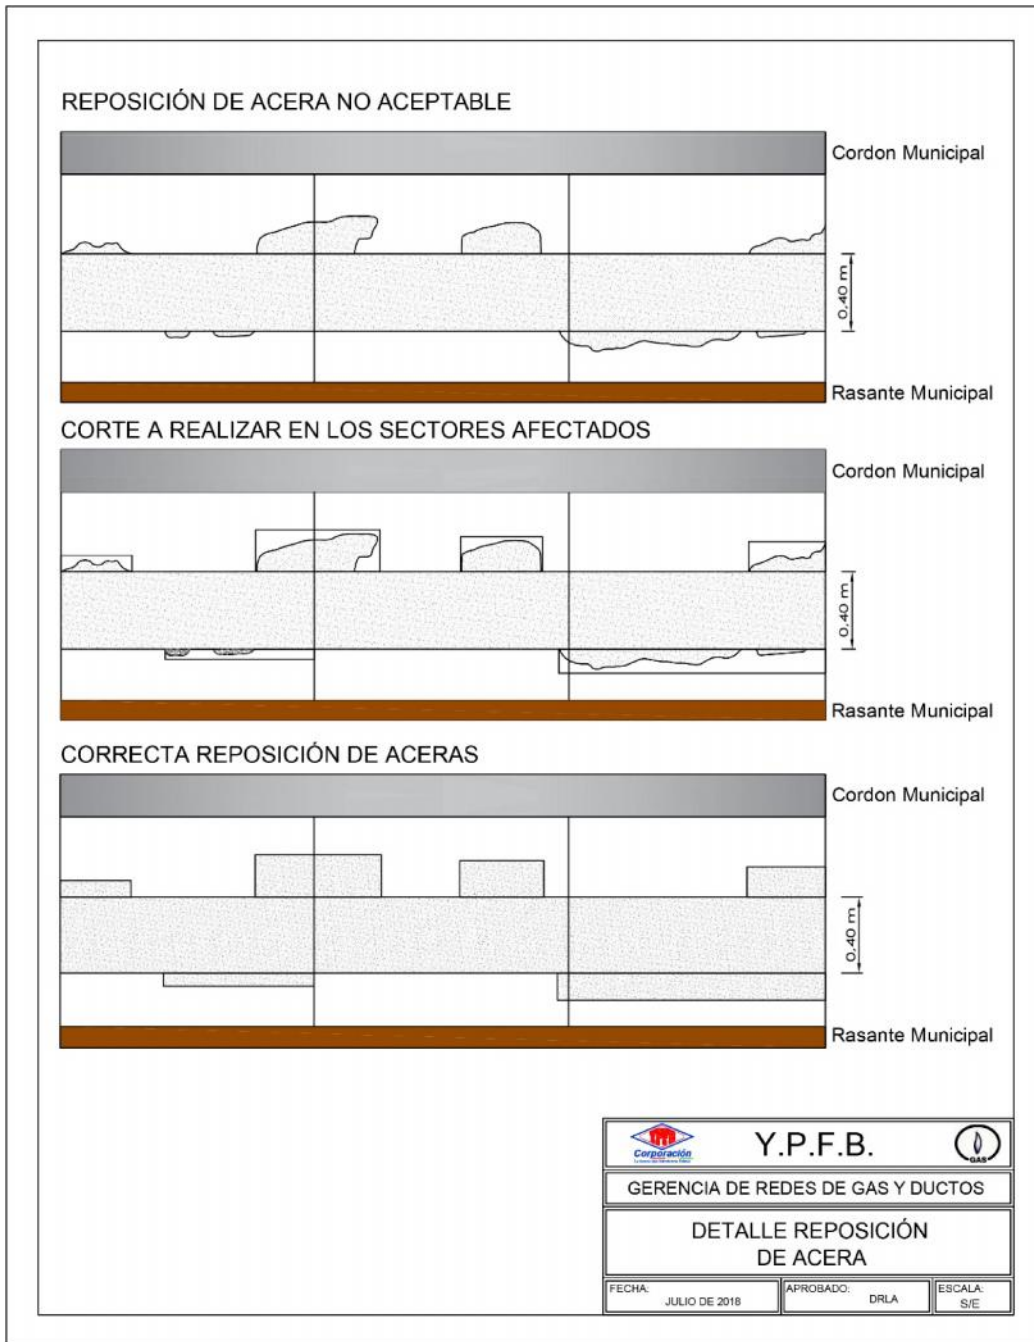 REPOSICIÓN DE ACERA NO ACEPTABLE
Cordon Municipal
0,40 m
Rasante Municipal
CORTE A REALIZAR EN LOS SECTORES AFECTADOS
Cordon Municipal
0,40 m
Rasante Municipal
CORRECTA REPOSICIÓN DE ACERAS
Cordon Municipal
0,40 m
Rasante Municipal
Corporación
Y.P.F.B.
GAS
GERENCIA DE REDES DE GAS Y DUCTOS
DETALLE REPOSICIÓN
DE ACERA
FECHA:
JULIO DE 2018
APROBADO:
DRLA
ESCALA:
S/E